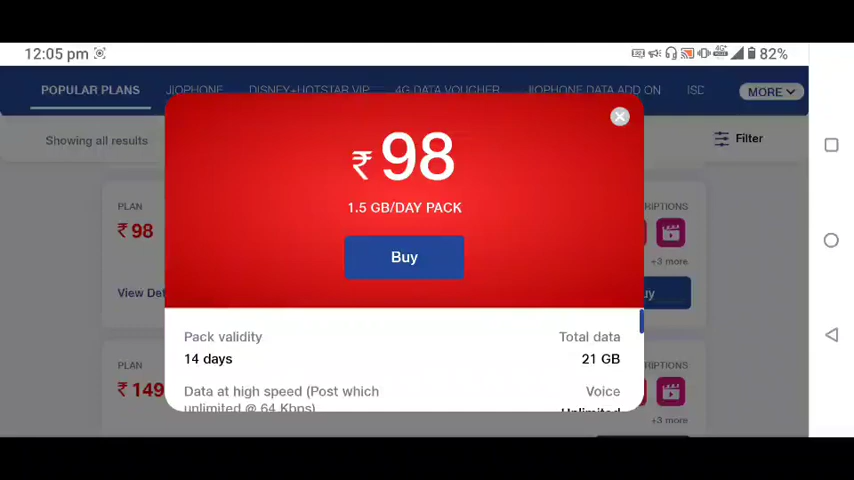 12:05 pm
82%
POPULAR PLANS JIOPHONE DISNEY+HOTSTAR VIP 4G DATA VOUCHER JIOPHONE DATA ADD ON ISD MORE
Showing all results
Filter
₹98
1.5 GB/DAY PACK
Buy
PLAN
₹98
RIPTIONS
+3 more
View Det
uy
Pack validity
Total data
14 days
21 GB
Data at high speed (Post which
unlimited @ 64 Kbps)
Voice
Unlimited
PLAN
₹149
RIPTIONS
+3 more